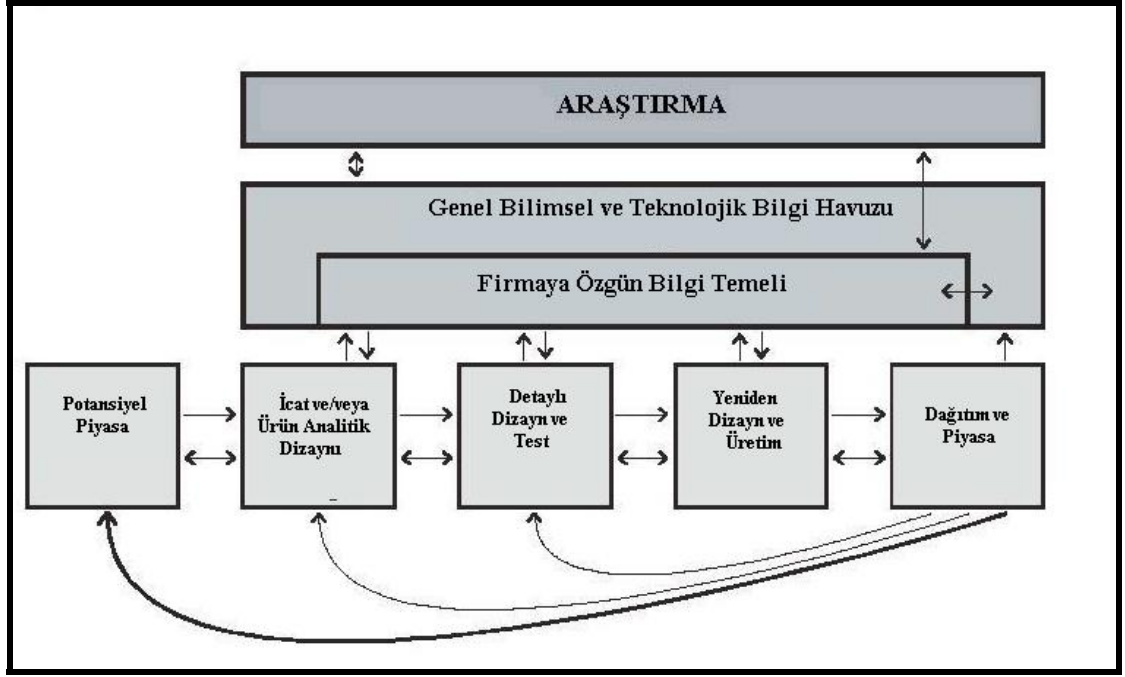 ARAŞTIRMA
Genel Bilimsel ve Teknolojik Bilgi Havuzu
Firmaya Özgün Bilgi Temeli
Potansiyel
Piyasa
İcat ve/veya
Ürün Analitik
Dizaynı
Detaylı
Dizayn ve
Test
Yeniden
Dizayn ve
Üretim
Dağıtım ve
Piyasa